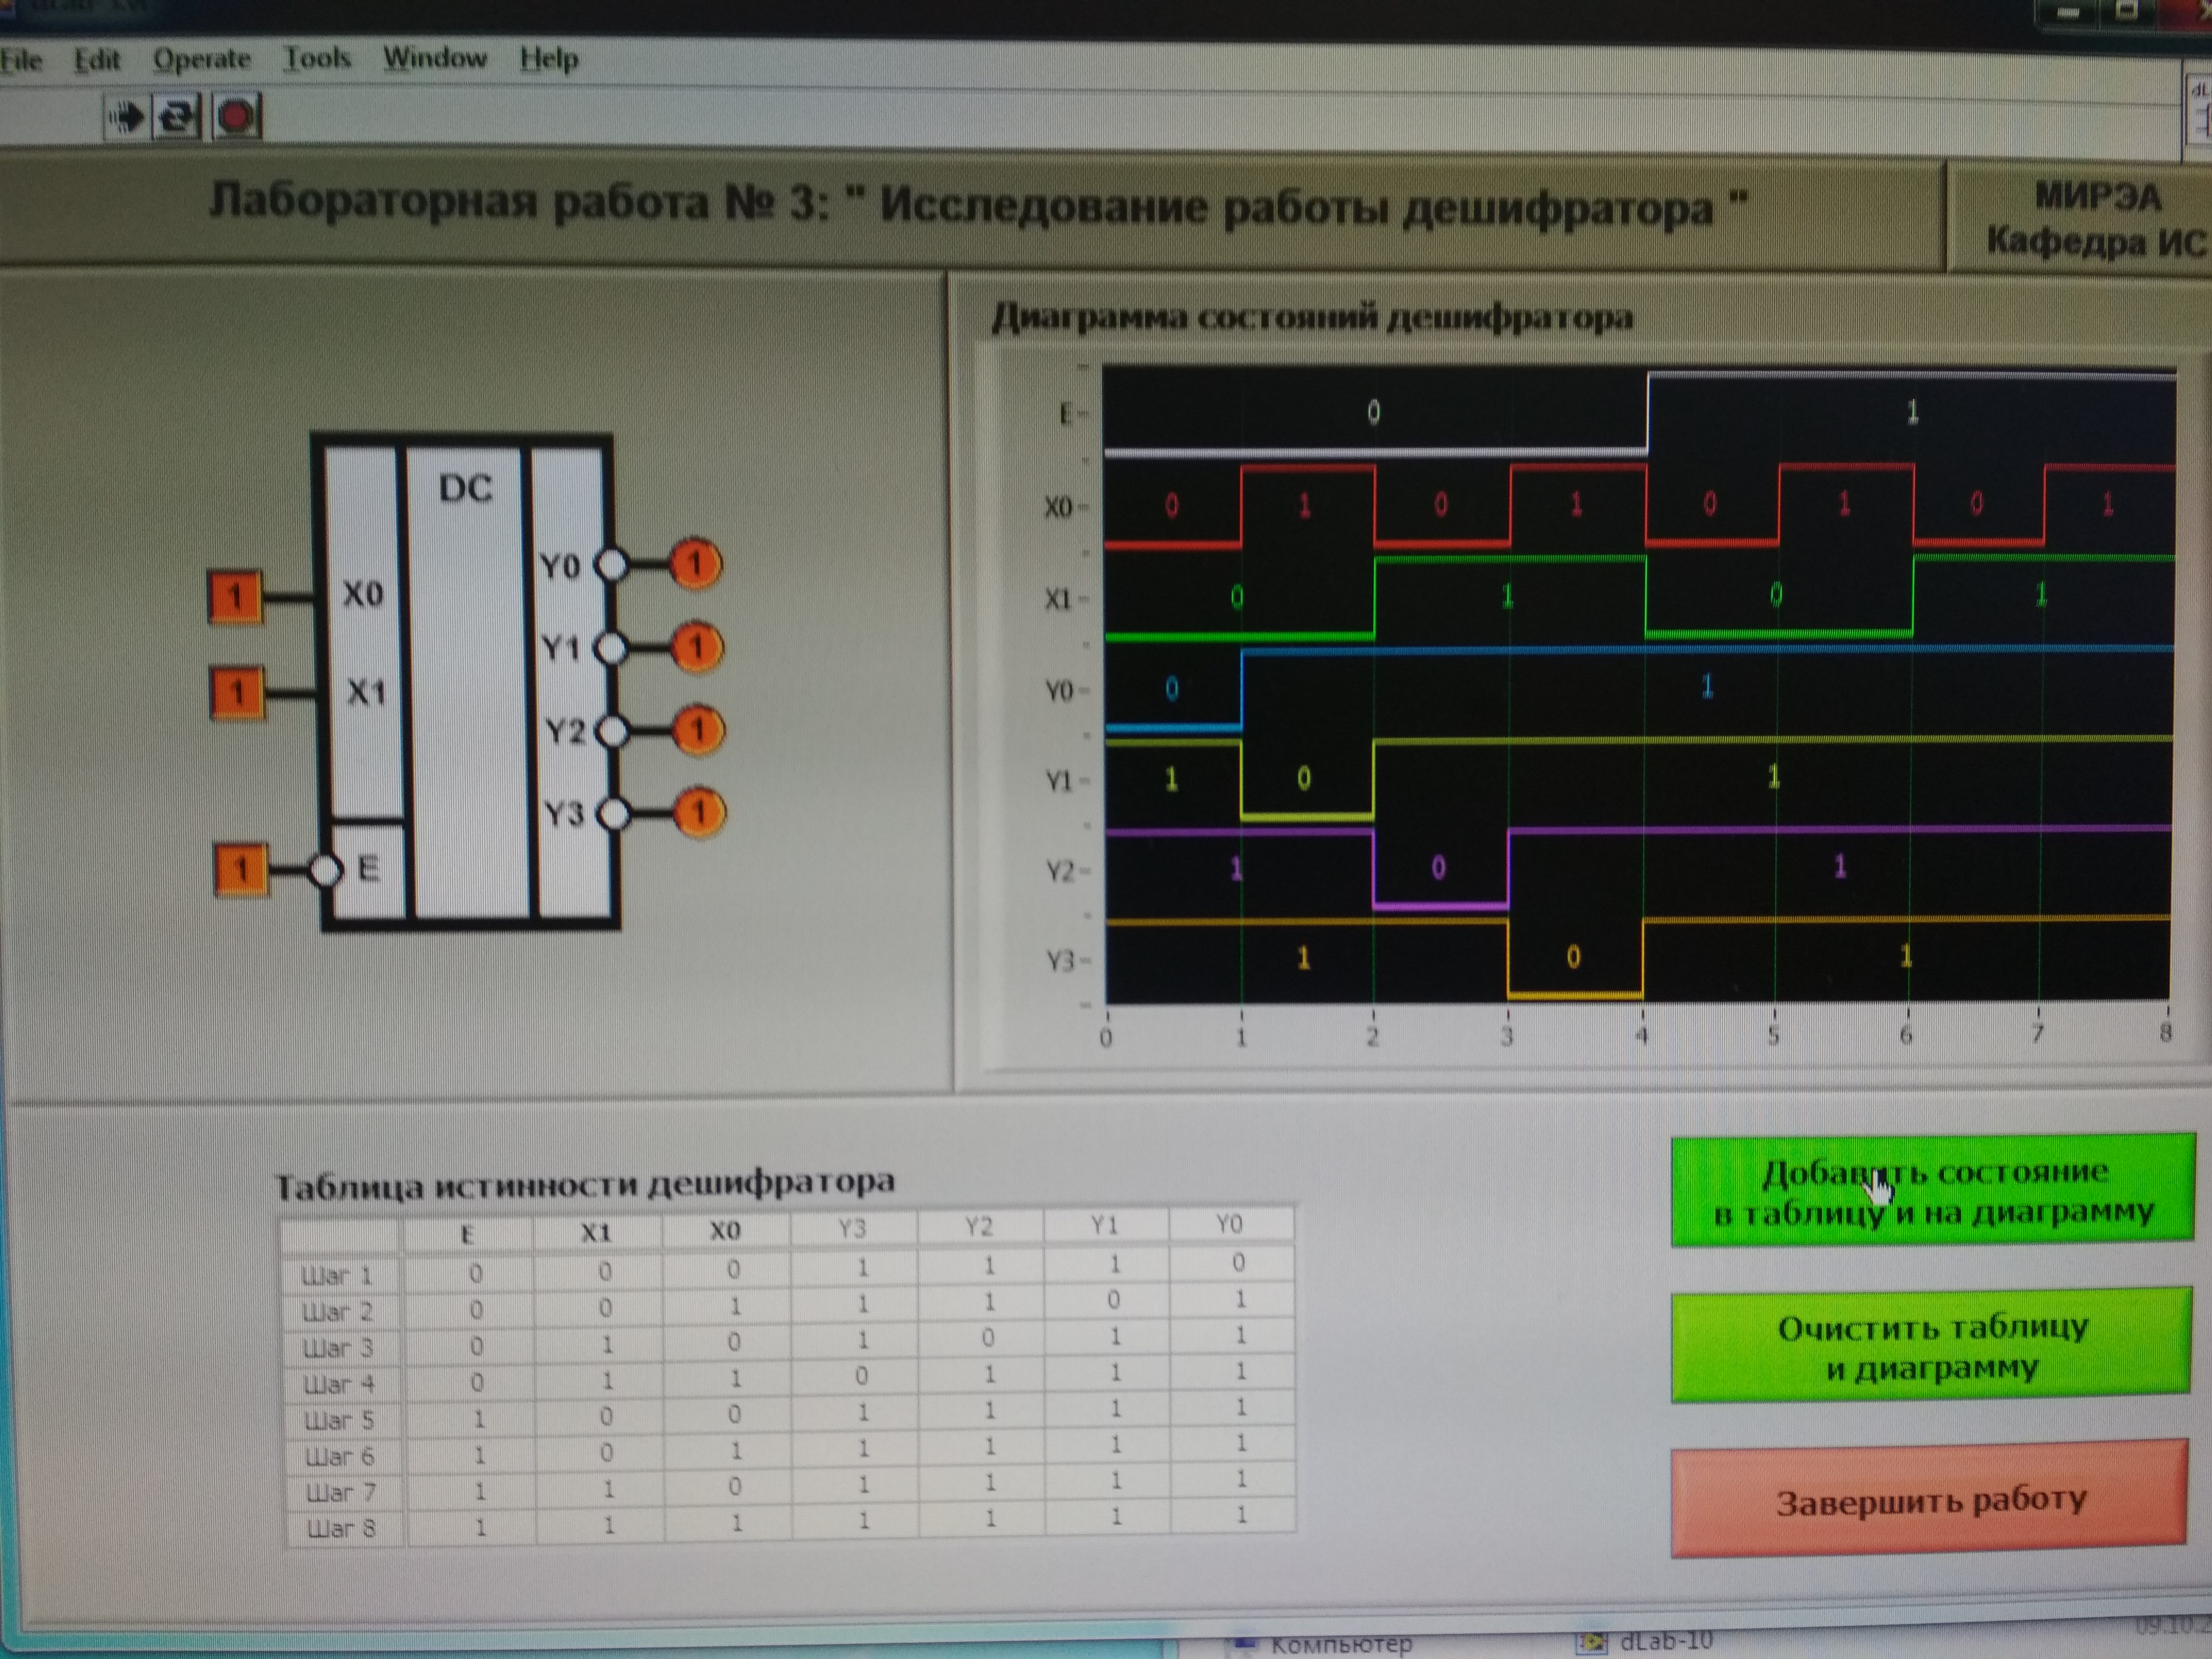 File Edit Operate Tools Window Help
Лабораторная работа № 3: " Исследование работы дешифратора "
МИРЭА
Кафедра ИС
DC
X0
X1
E
Y0
Y1
Y2
Y3
1
1
1
1
1
1
1
Диаграмма состояний дешифратора
E 0 1
X0 0 1 0 1 0 1 0 1
X1 0 1 0 1
Y0 0 1
Y1 1 0 1
Y2 1 0 1
Y3 1 0 1
0 1 2 3 4 5 6 7 8
Таблица истинности дешифратора
E X1 X0 Y3 Y2 Y1 Y0
Шаг 1 0 0 0 1 1 1 0
Шаг 2 0 0 1 1 1 0 1
Шаг 3 0 1 0 1 0 1 1
Шаг 4 0 1 1 0 1 1 1
Шаг 5 1 0 0 1 1 1 1
Шаг 6 1 0 1 1 1 1 1
Шаг 7 1 1 0 1 1 1 1
Шаг 8 1 1 1 1 1 1 1
Добавить состояние
в таблицу и на диаграмму
Очистить таблицу
и диаграмму
Завершить работу
Компьютер
dLab-10